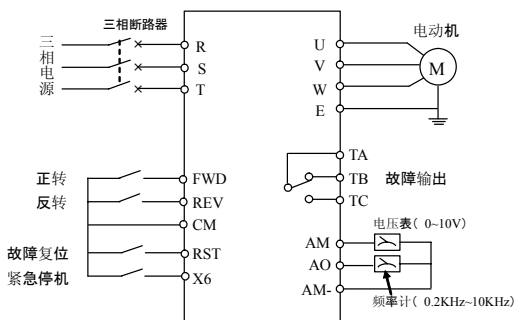 三相断路器
三相电源
R
S
T
U
V
W
E
电动机
M
正转
反转
故障复位
紧急停机
FWD
REV
CM
RST
X6
TA
TB
TC
故障输出
电压表( 0~10V)
AM
AO
AM-
频率计( 0.2KHz~10KHz)